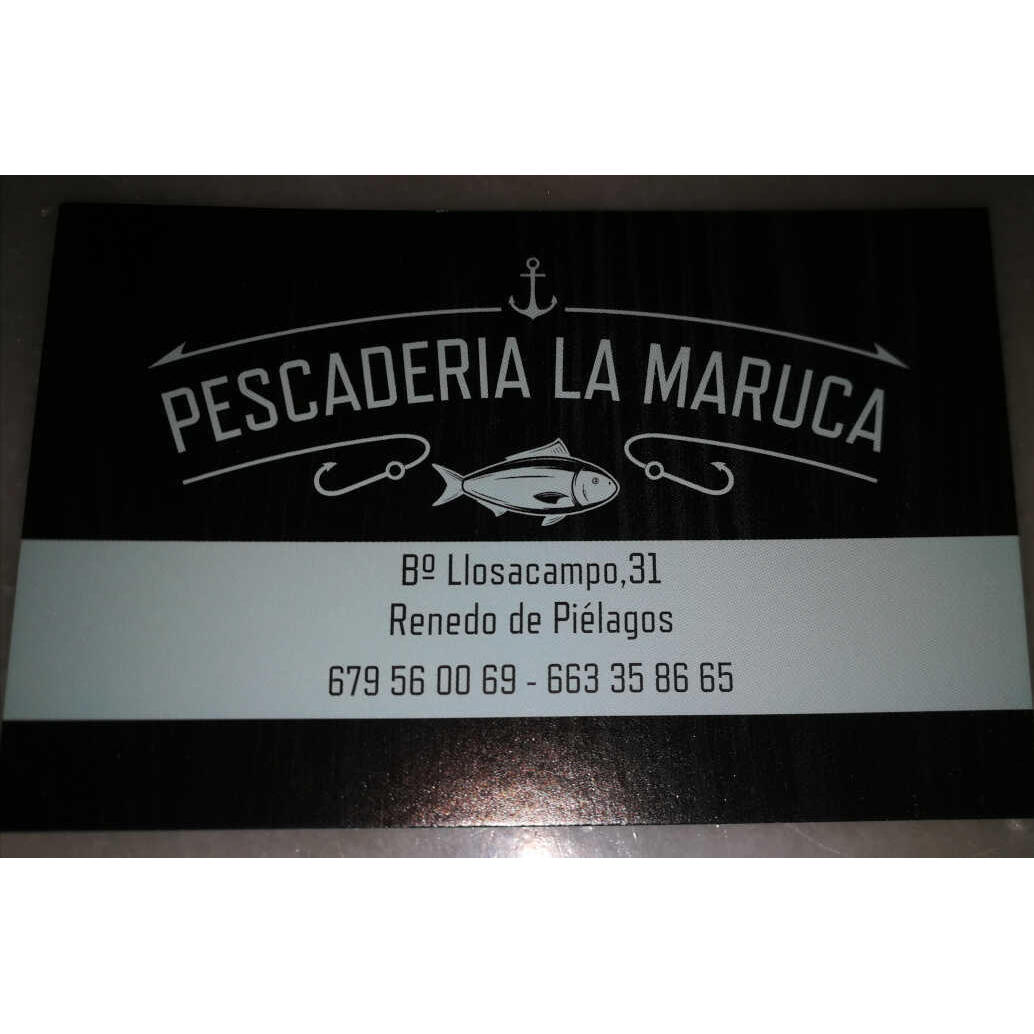 PESCADERIA LA MARUCA
Bº Llosacampo,31
Renedo de Piélagos
679 56 00 69 - 663 35 86 65